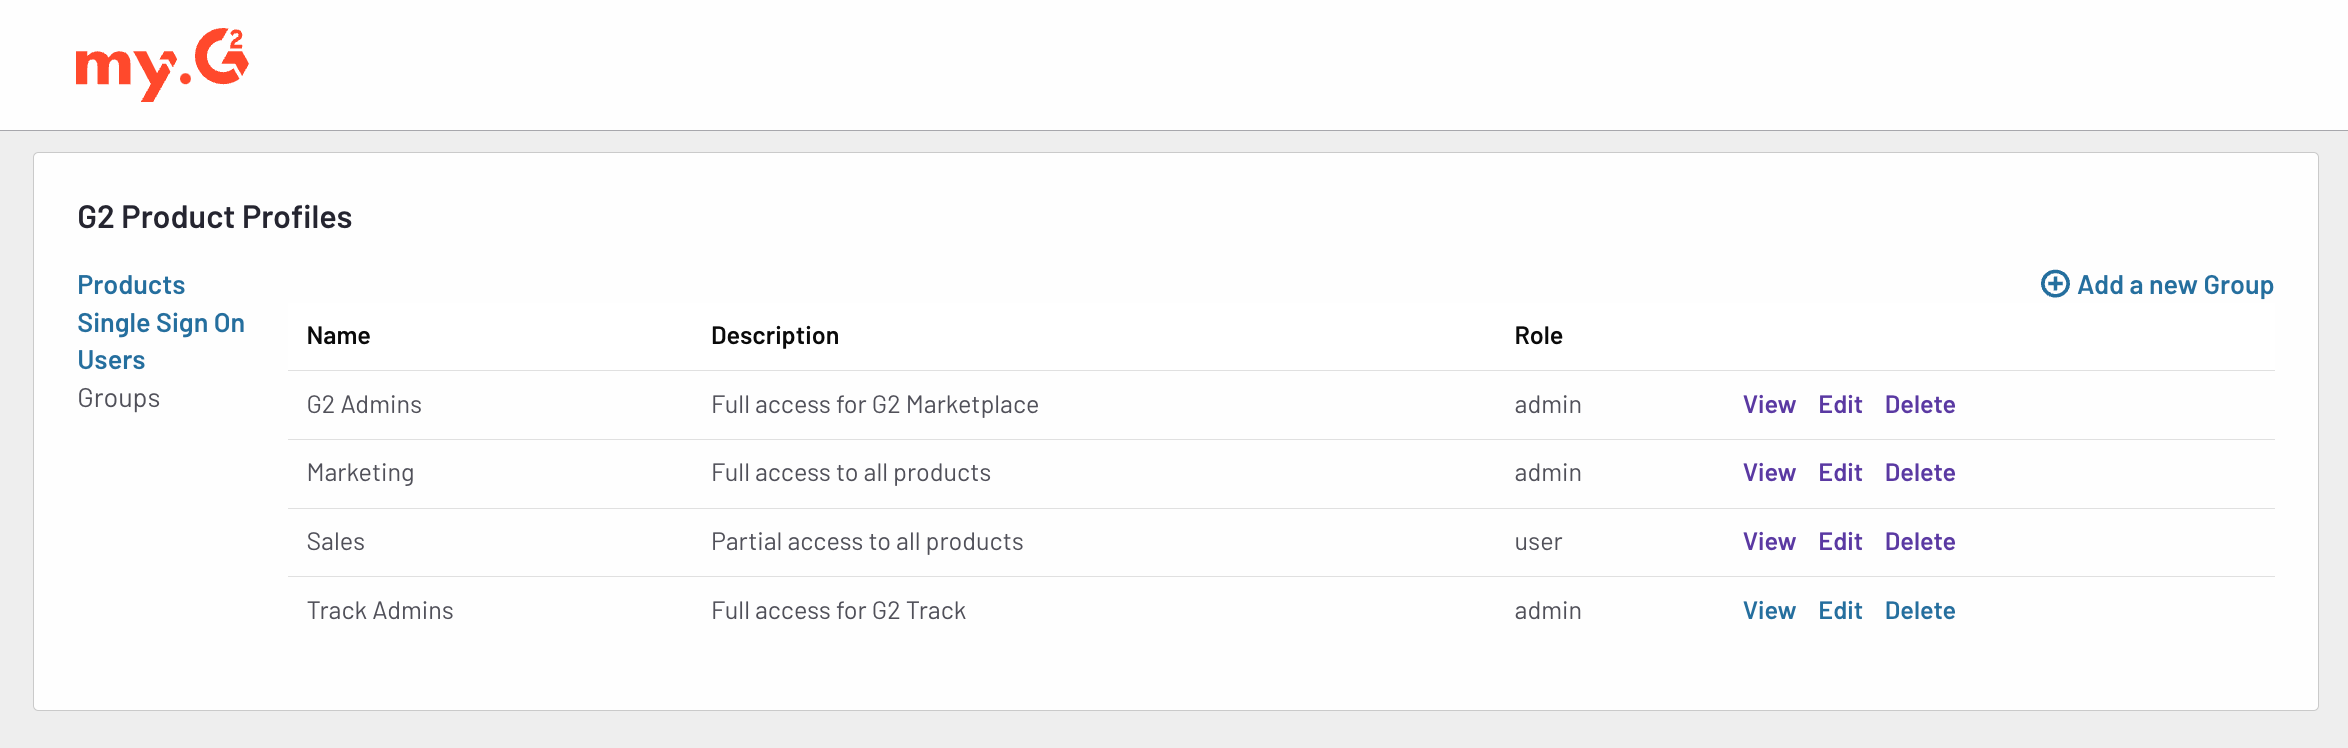 my.G2
G2 Product Profiles
Products
Single Sign On
Users
Groups
Add a new Group
Name Description Role
G2 Admins Full access for G2 Marketplace admin View Edit Delete
Marketing Full access to all products admin View Edit Delete
Sales Partial access to all products user View Edit Delete
Track Admins Full access for G2 Track admin View Edit Delete